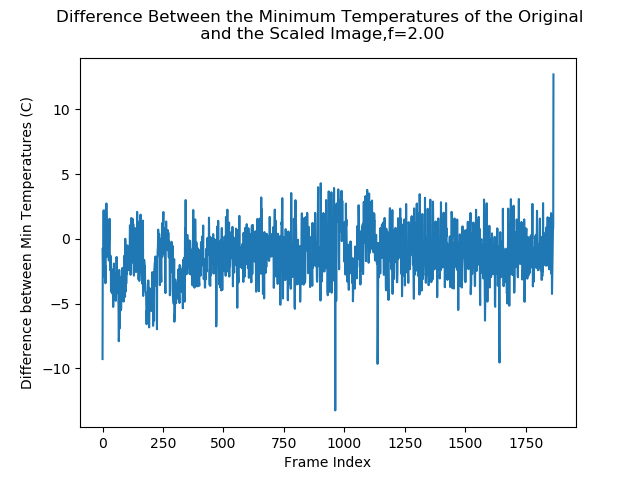 Difference Between the Minimum Temperatures of the Original
and the Scaled Image,f=2.00
Difference between Min Temperatures (C)
10
5
0
−5
−10
0 250 500 750 1000 1250 1500 1750
Frame Index